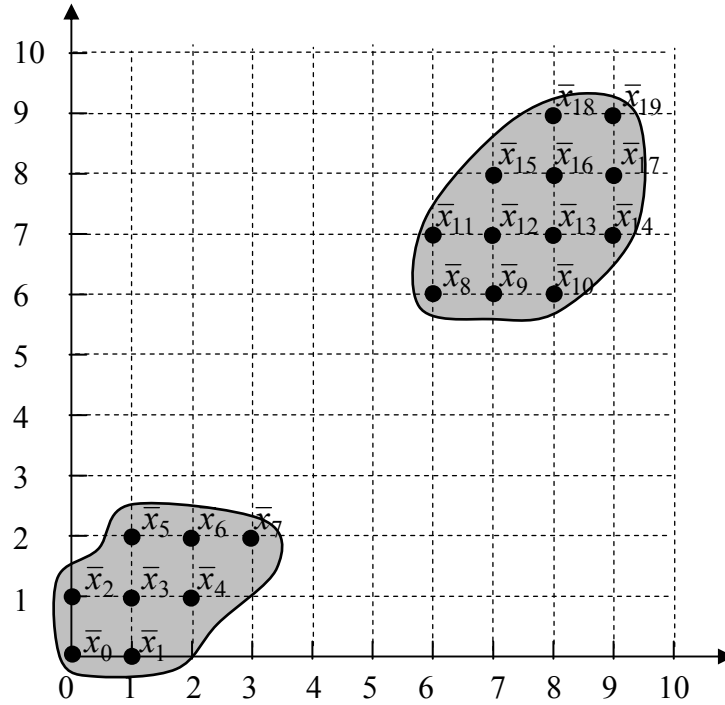 10
9 x̄₁₈ x̄₁₉
8 x̄₁₅ x̄₁₆ x̄₁₇
7 x̄₁₁ x̄₁₂ x̄₁₃ x̄₁₄
6 x̄₈ x̄₉ x̄₁₀
5
4
3
2 x̄₅ x₆ x̄₇
1 x̄₂ x̄₃ x̄₄
x̄₀ x̄₁
0 1 2 3 4 5 6 7 8 9 10